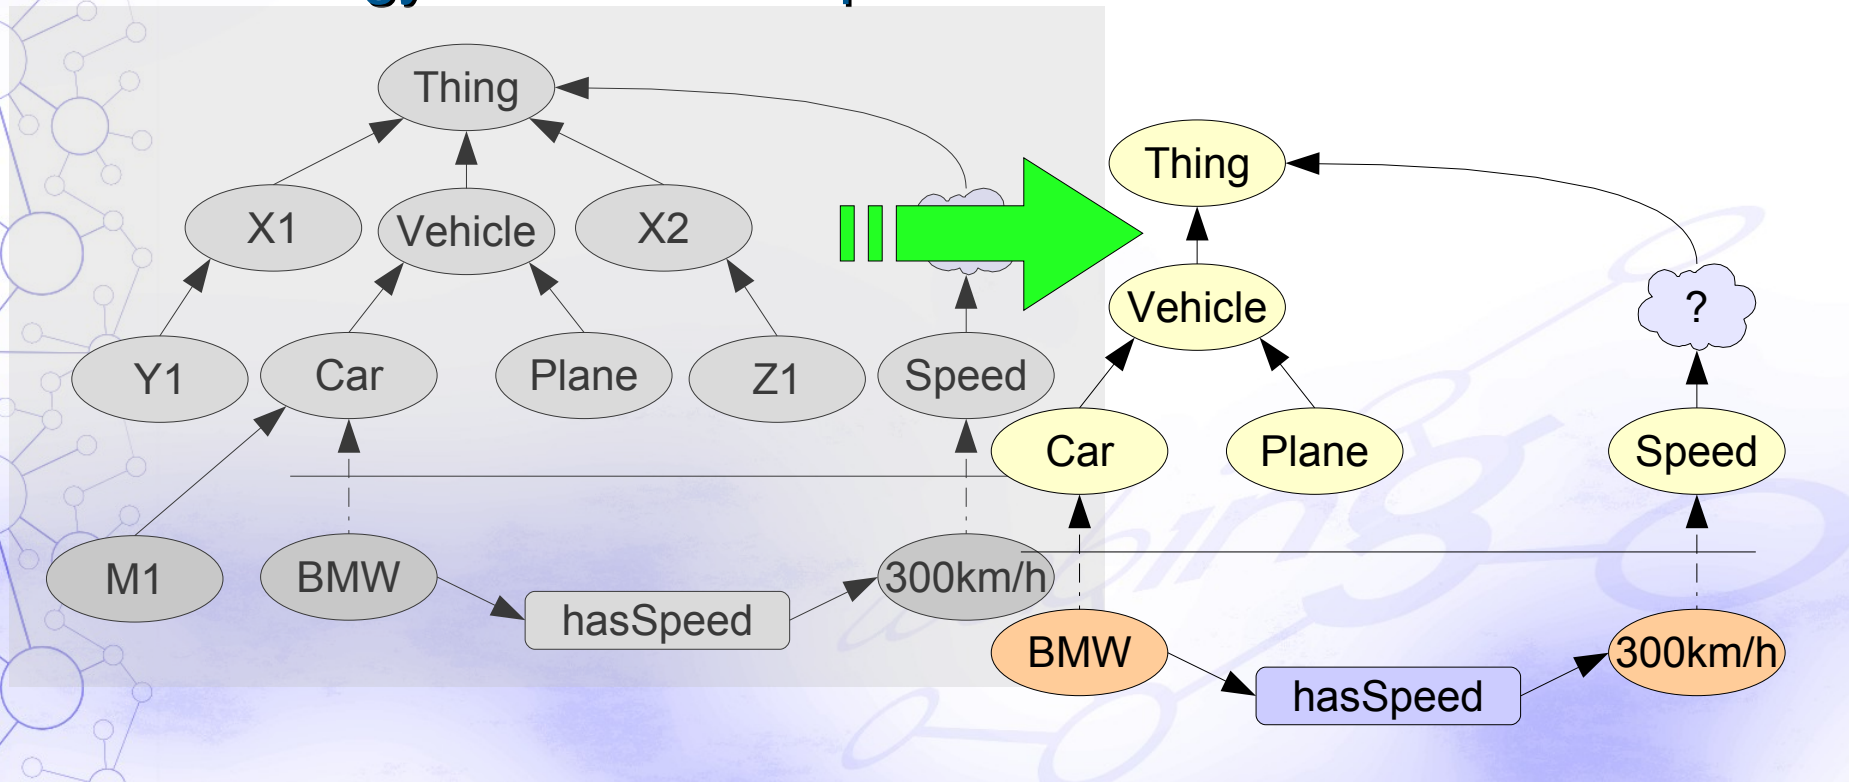 Thing
X1
Vehicle
X2
Y1
Car
Plane
Z1
Speed
M1
BMW
hasSpeed
300km/h
Thing
Vehicle
?
Car
Plane
Speed
BMW
hasSpeed
300km/h